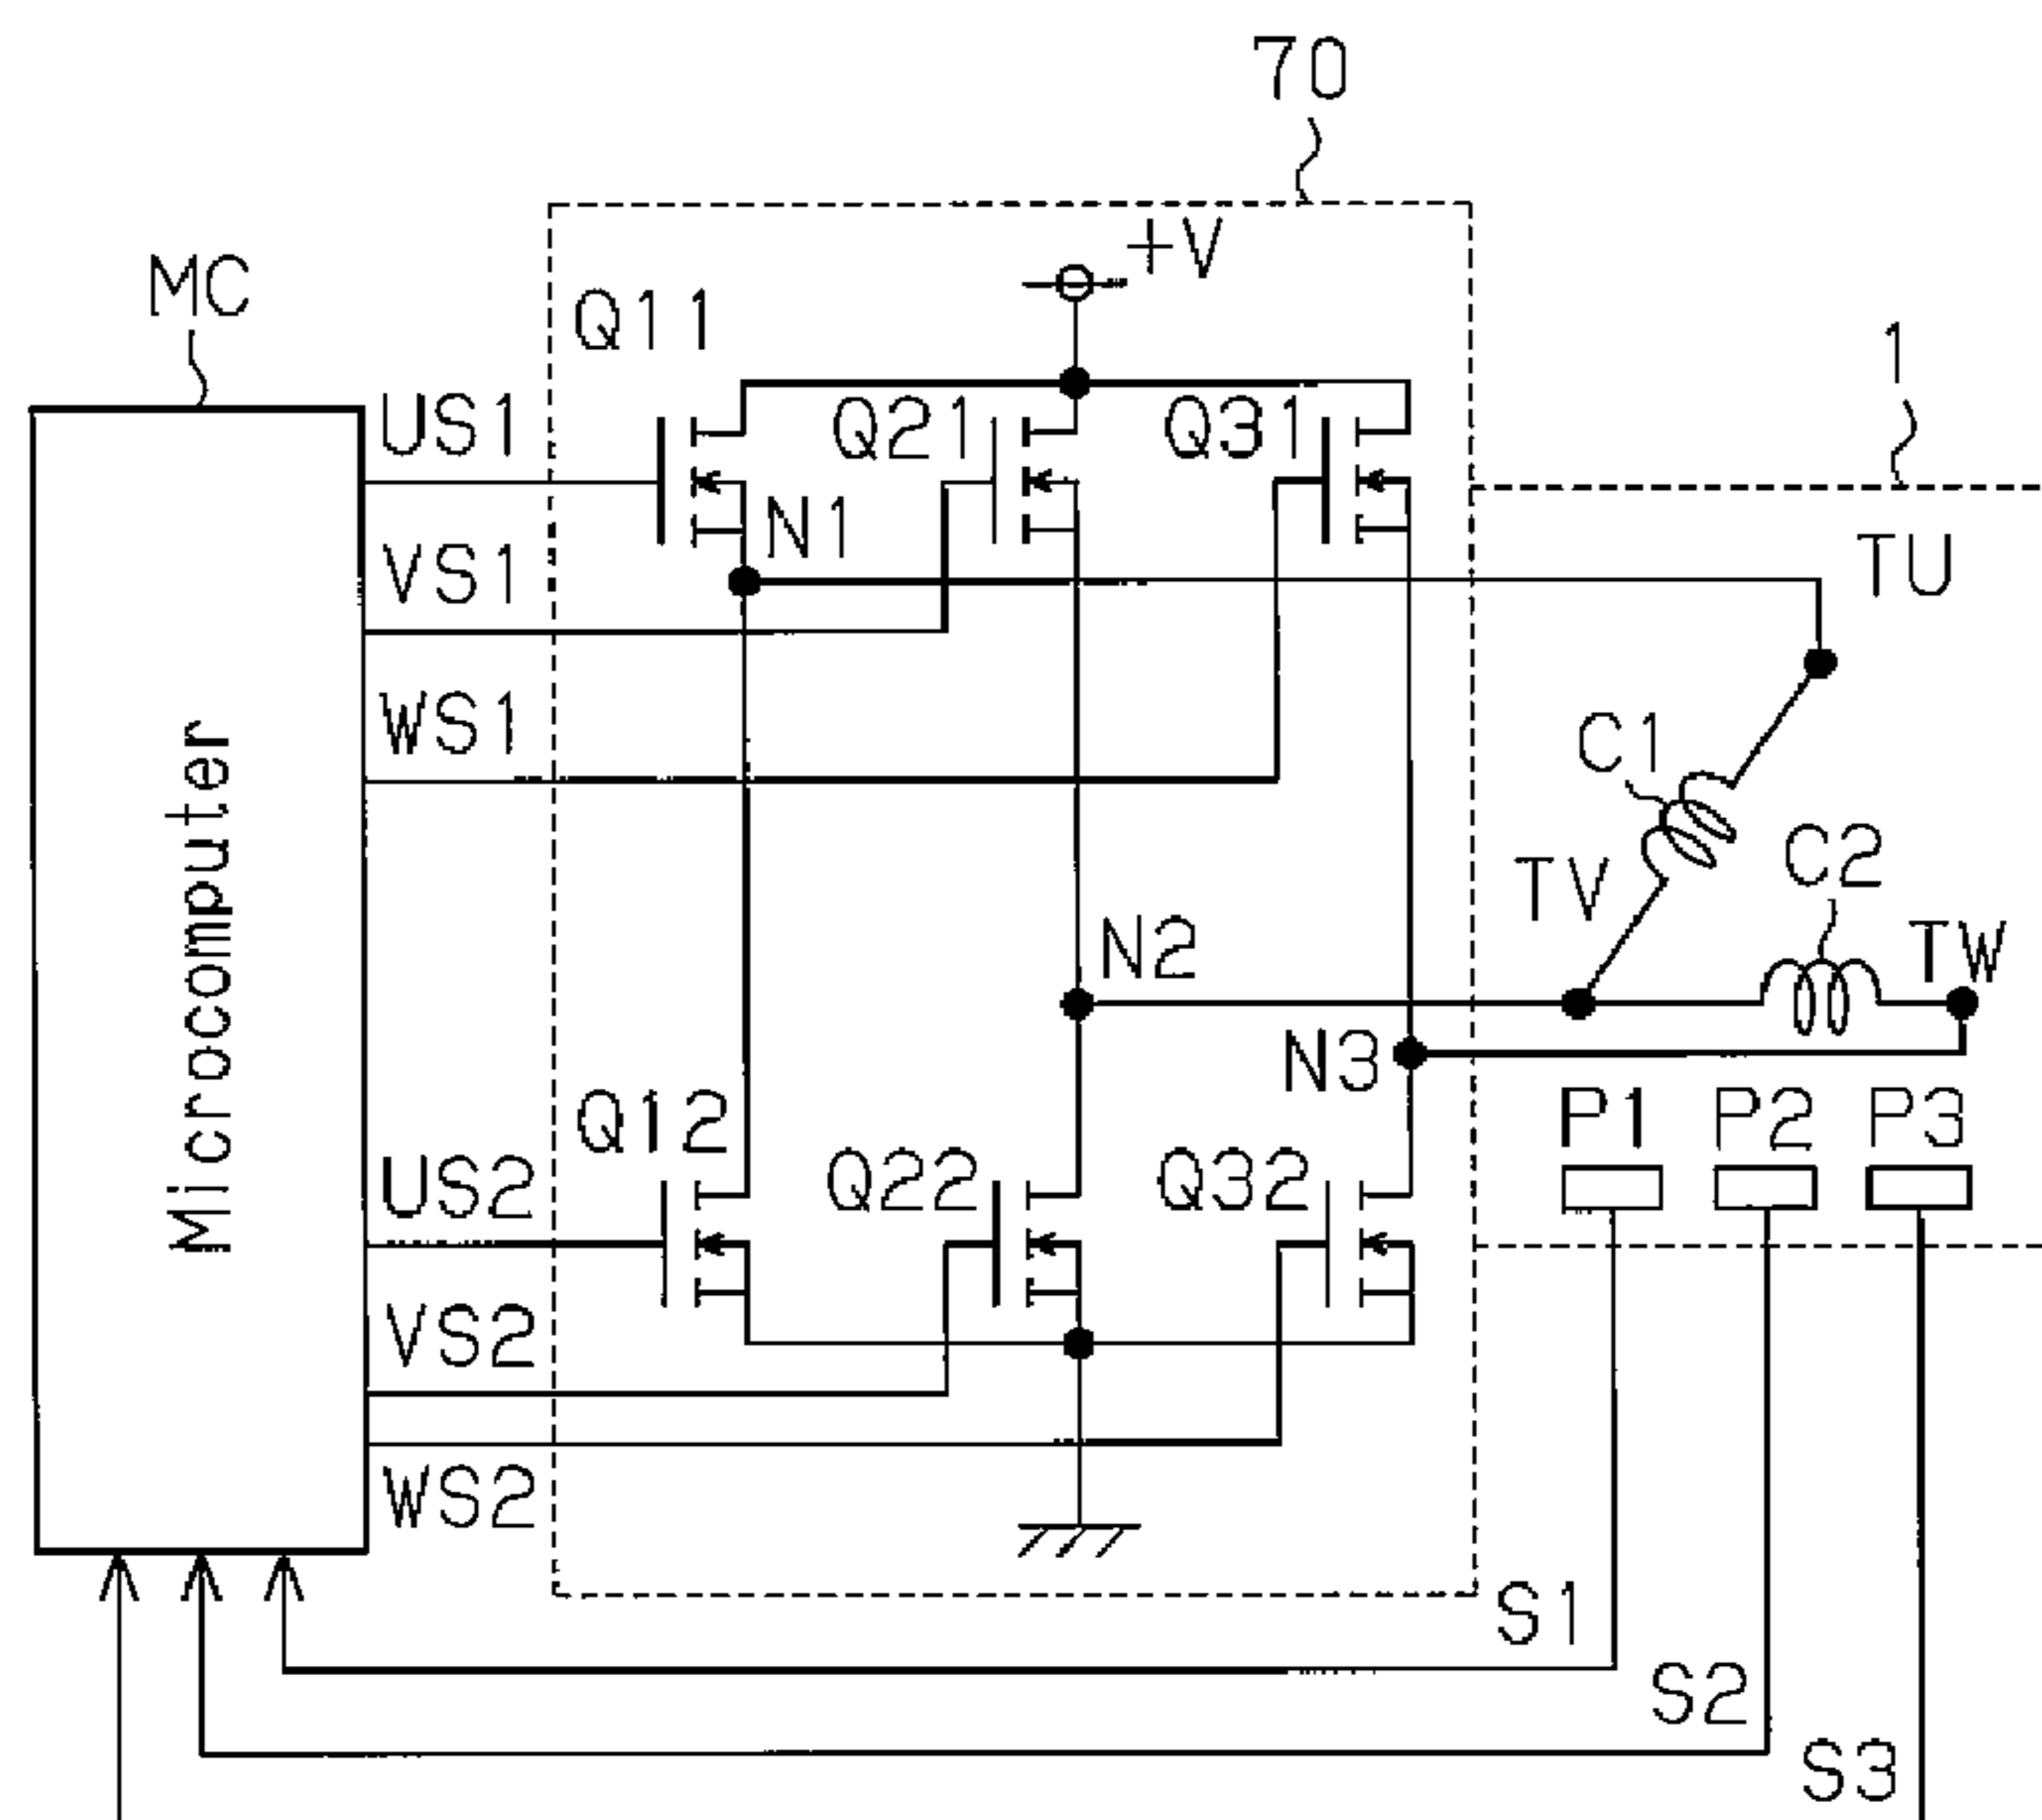 70
+V
MC
Q11
1
US1
Q21
Q31
N1
VS1
TU
WS1
C1
Microcomputer
C2
TV
TW
N2
N3
Q12
P1
P2
P3
US2
Q22
Q32
VS2
WS2
S1
S2
S3